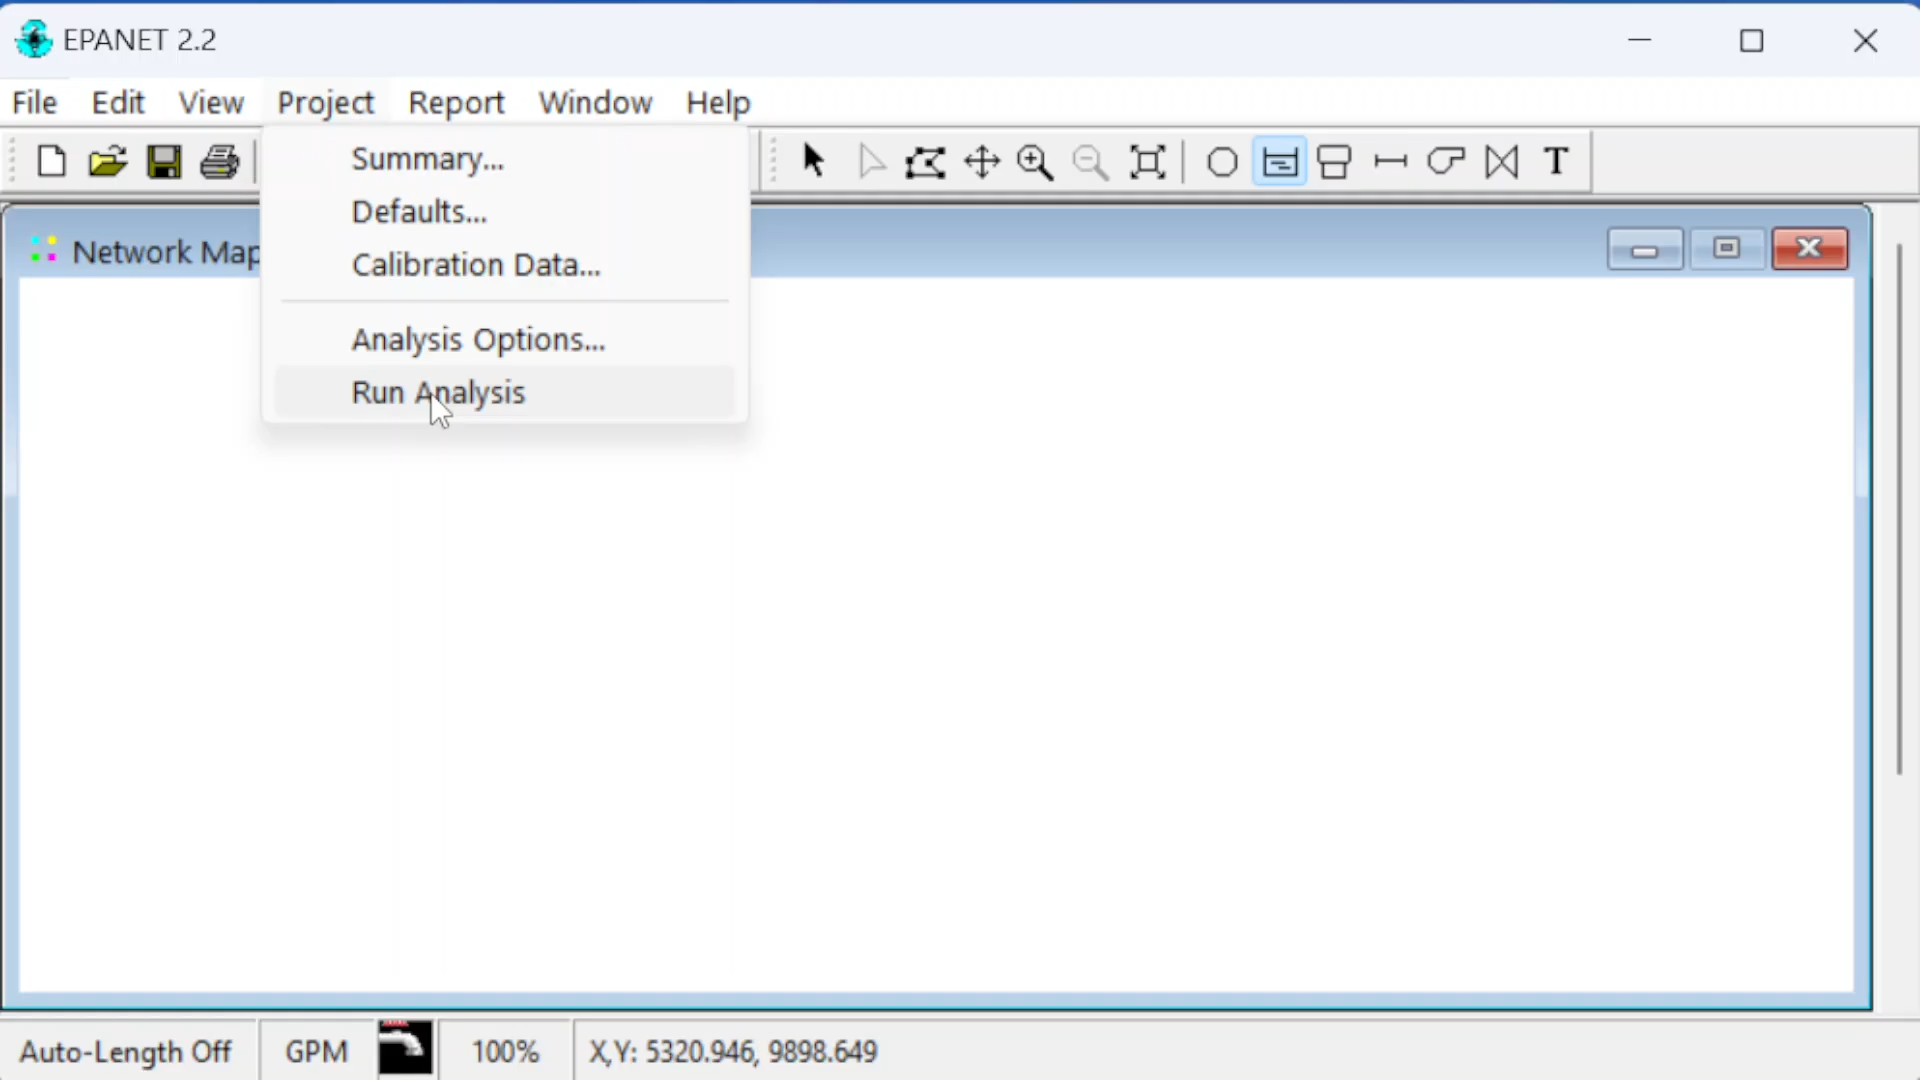 EPANET 2.2
File Edit View Project Report Window Help
T
Summary...
Defaults...
Calibration Data...
Analysis Options...
Run Analysis
Network Map
Auto-Length Off GPM 100% X,Y: 5320.946, 9898.649